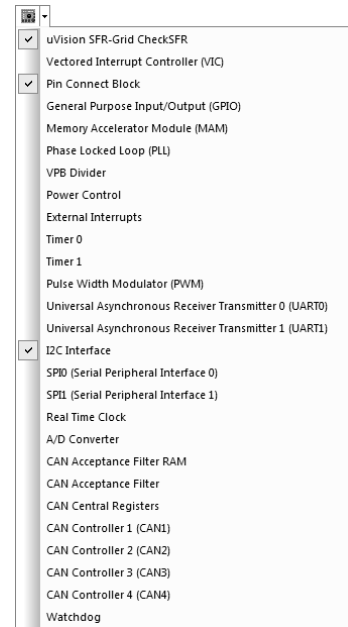 uVision SFR-Grid CheckSFR
Vectored Interrupt Controller (VIC)
Pin Connect Block
General Purpose Input/Output (GPIO)
Memory Accelerator Module (MAM)
Phase Locked Loop (PLL)
VPB Divider
Power Control
External Interrupts
Timer 0
Timer 1
Pulse Width Modulator (PWM)
Universal Asynchronous Receiver Transmitter 0 (UART0)
Universal Asynchronous Receiver Transmitter 1 (UART1)
I2C Interface
SPI0 (Serial Peripheral Interface 0)
SPI1 (Serial Peripheral Interface 1)
Real Time Clock
A/D Converter
CAN Acceptance Filter RAM
CAN Acceptance Filter
CAN Central Registers
CAN Controller 1 (CAN1)
CAN Controller 2 (CAN2)
CAN Controller 3 (CAN3)
CAN Controller 4 (CAN4)
Watchdog